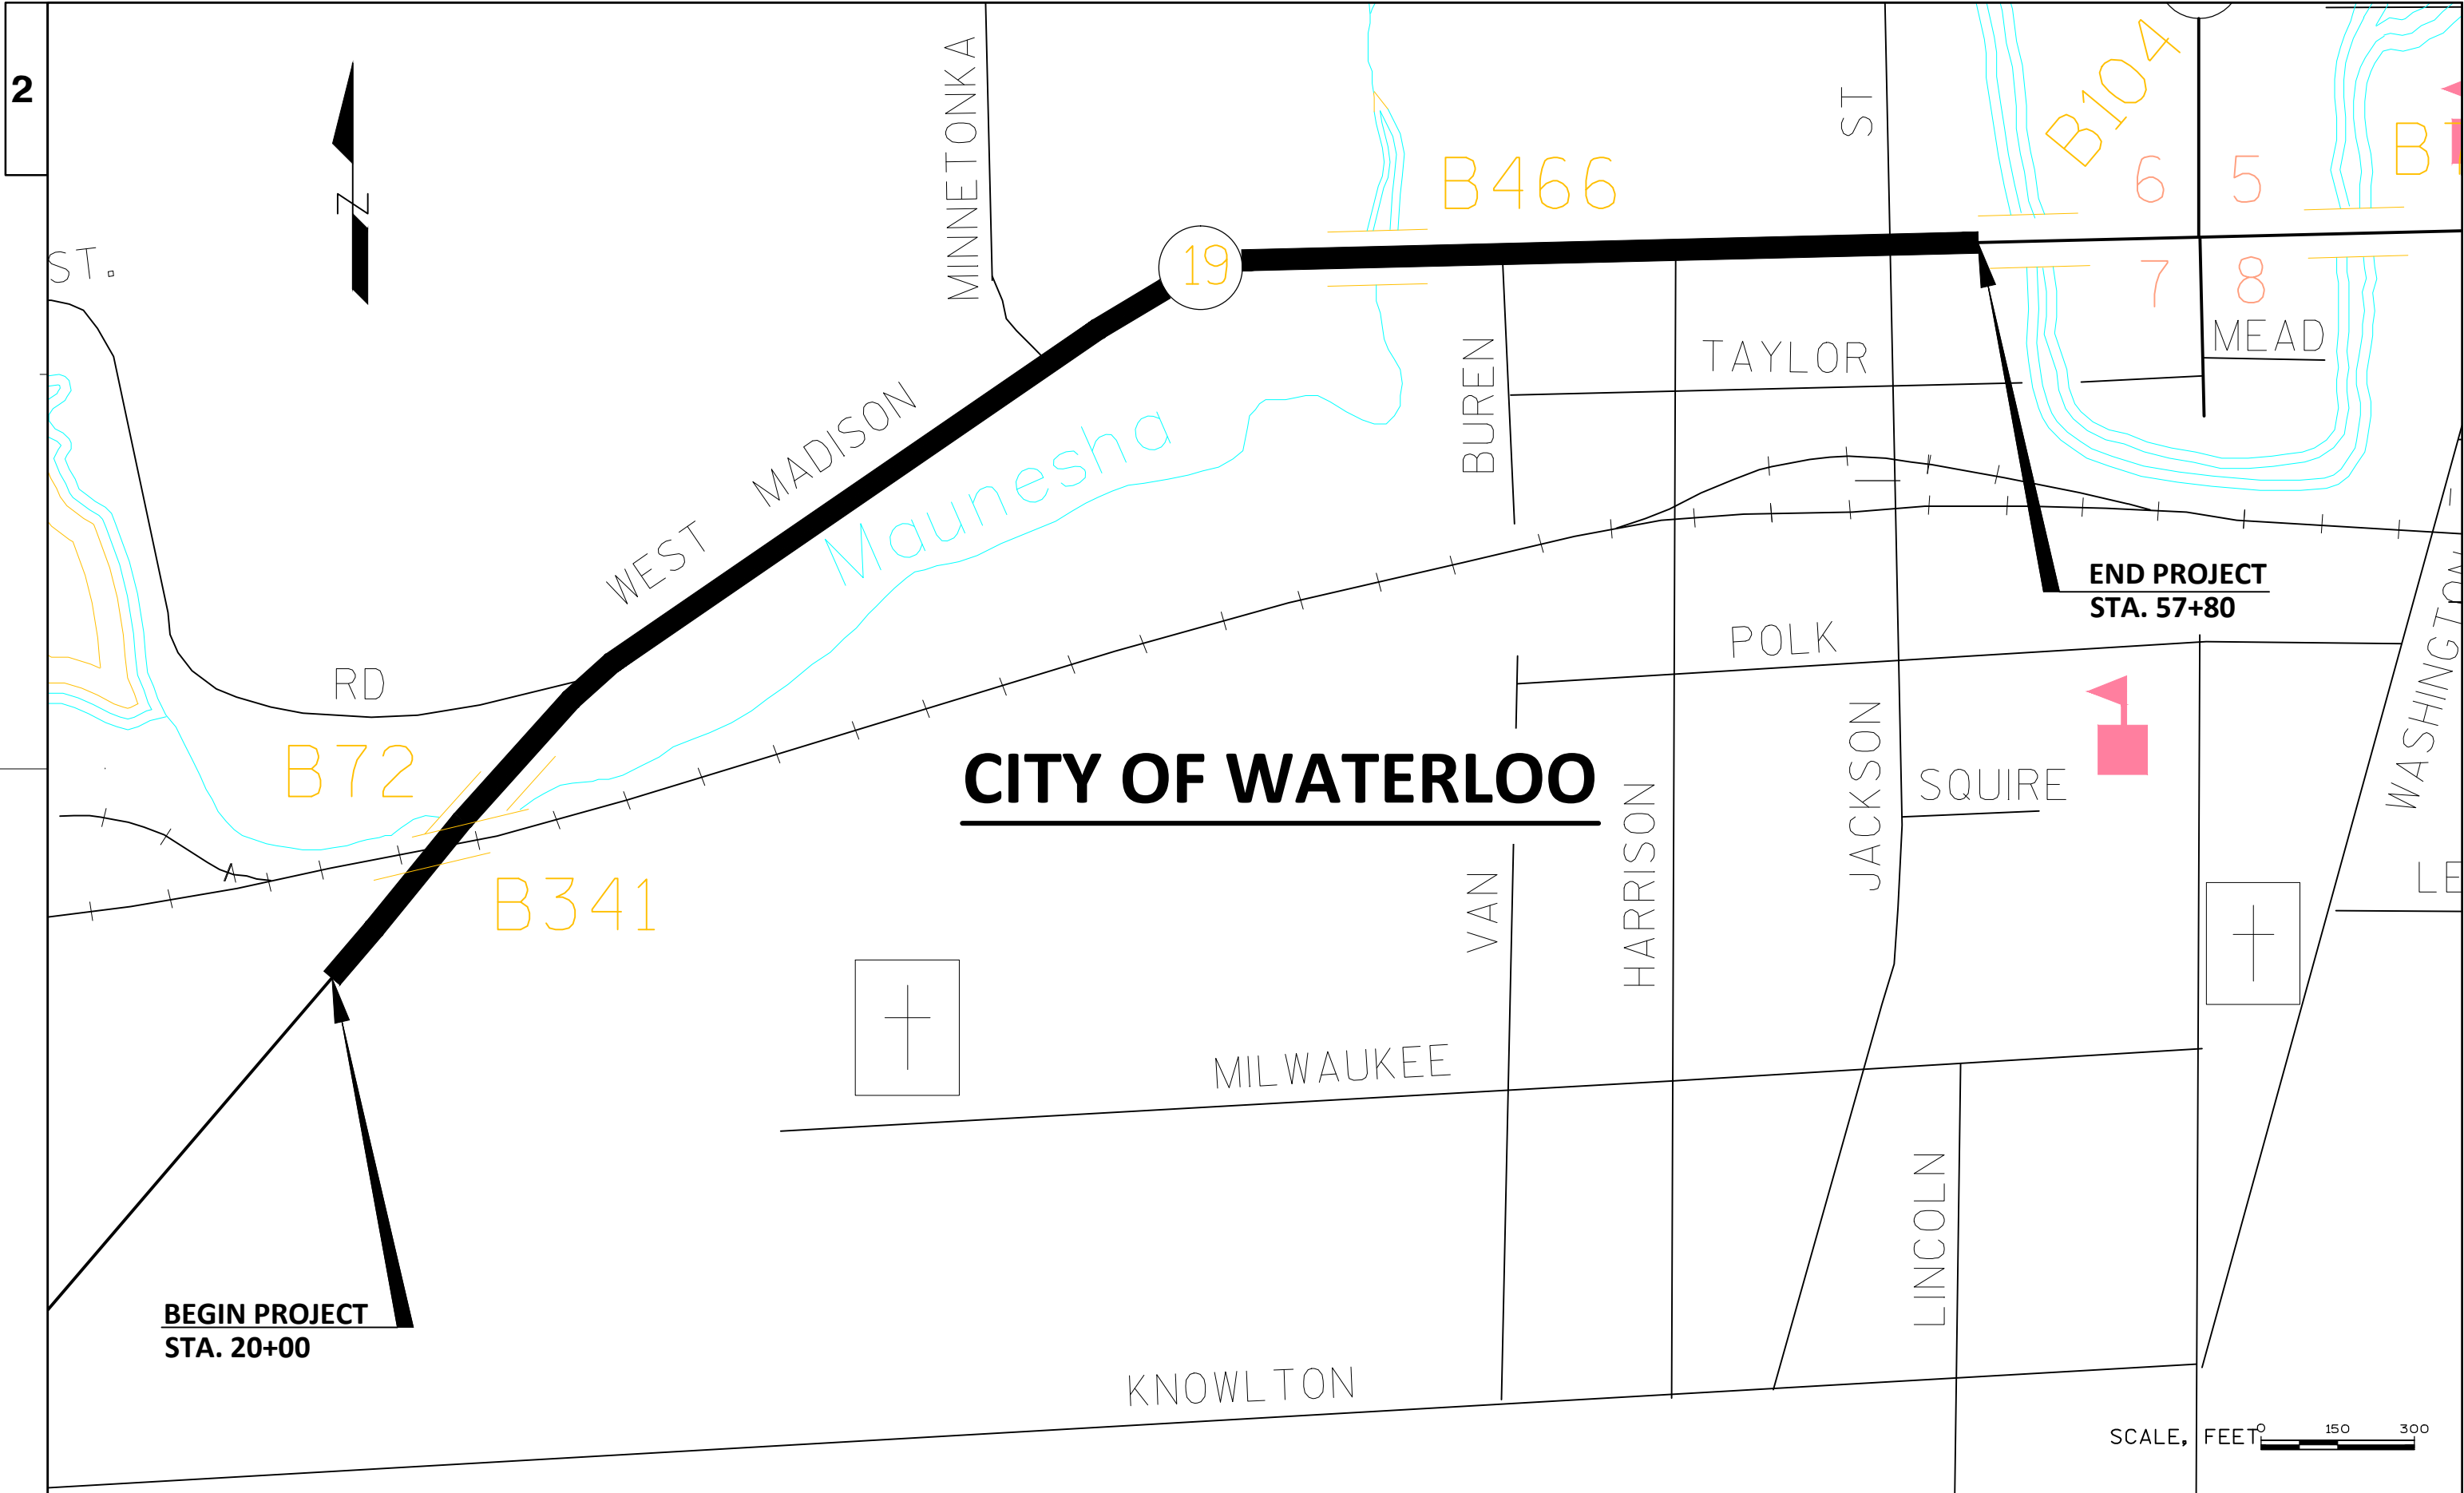 2
N
MINNETONKA
ST
B104
B466
6 5
B1
19
ST.
7 8
MEAD
TAYLOR
BUREN
WEST MADISON
Maunesha
END PROJECT
STA. 57+80
WASHINGTON
POLK
RD
B72
CITY OF WATERLOO
JACKSON
SQUIRE
HARRISON
VAN
B341
LE
MILWAUKEE
LINCOLN
BEGIN PROJECT
STA. 20+00
KNOWLTON
SCALE, FEET 0 150 300